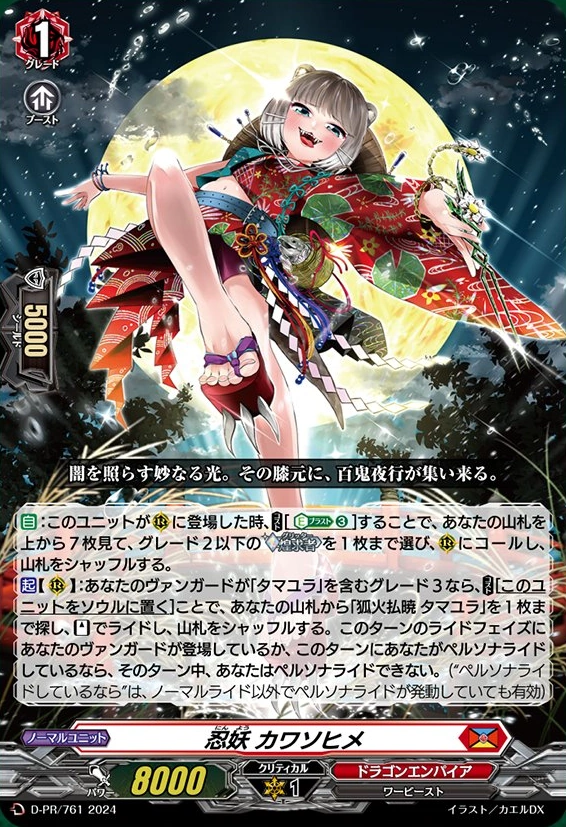 1
グレード
ブースト
5000
シールド
闇を照らす妙なる光。その膝元に、百鬼夜行が集い来る。
自:このユニットがRに登場した時、コスト[Eブラスト3]することで、あなたの山札を
上から7枚見て、グレード2以下の
を1枚まで選び、Rにコールし、
山札をシャッフルする。
起【R】:あなたのヴァンガードが「タマユラ」を含むグレード3なら、コスト[このユ
ニットをソウルに置く]ことで、あなたの山札から「狐火払暁 タマユラ」を1枚ま
で探し、Vでライドし、山札をシャッフルする。このターンのライドフェイズに
あなたのヴァンガードが登場しているか、このターンにあなたがペルソナライド
しているなら、そのターン中、あなたはペルソナライドできない。(“ペルソナライ
ドしているなら”は、ノーマルライド以外でペルソナライドが発動していても有効)
ノーマルユニット
にん よう
忍妖 カワソヒメ
パワー
8000
クリティカル
1
ドラゴンエンパイア
ワービースト
D-PR/761 2024
イラスト/カエルDX